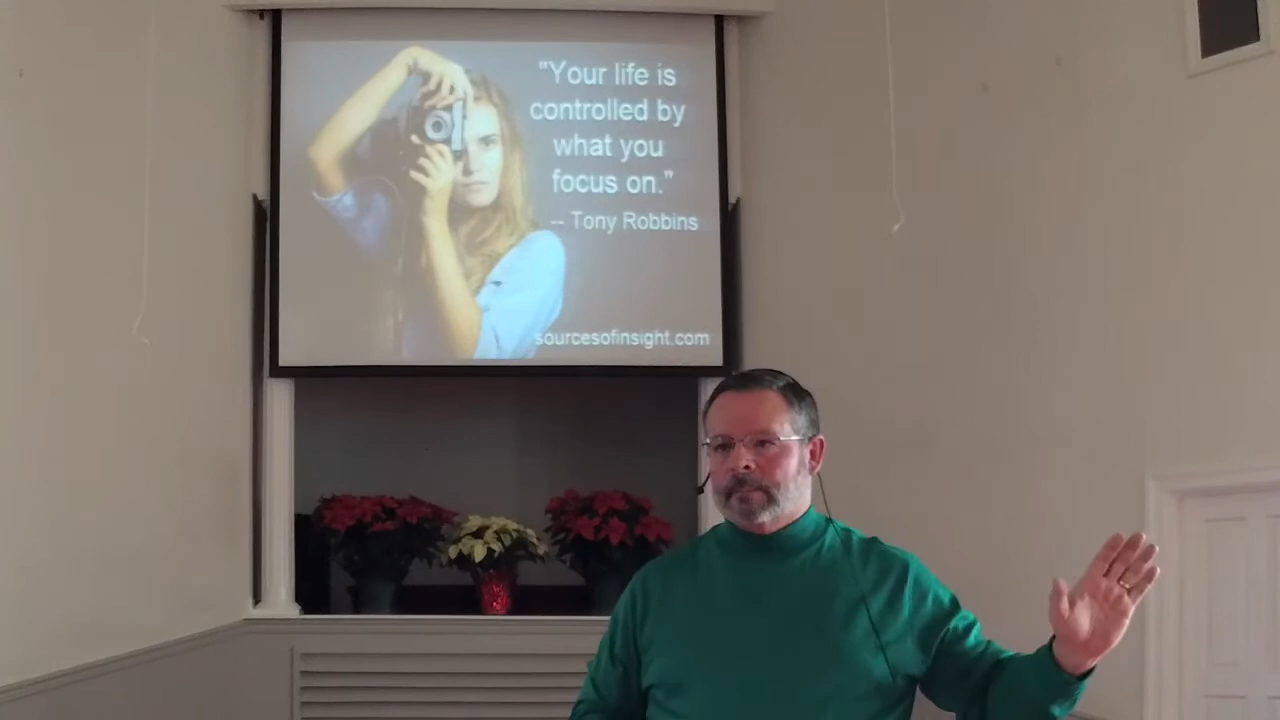 "Your life is
controlled by
what you
focus on."
-- Tony Robbins
sourcesofinsight.com